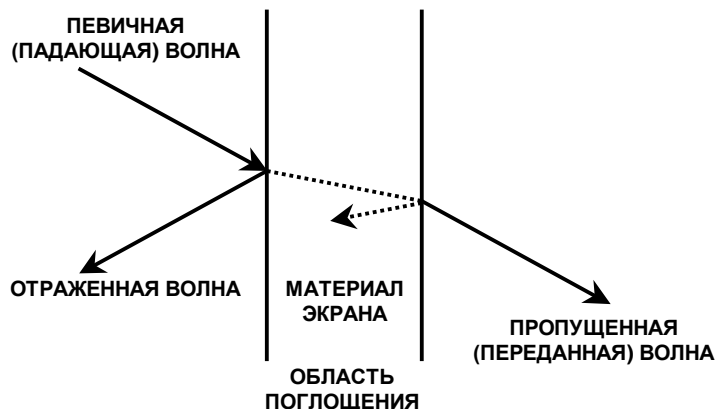 ПЕВИЧНАЯ
(ПАДАЮЩАЯ) ВОЛНА
ОТРАЖЕННАЯ ВОЛНА
МАТЕРИАЛ
ЭКРАНА
ПРОПУЩЕННАЯ
(ПЕРЕДАННАЯ) ВОЛНА
ОБЛАСТЬ
ПОГЛОЩЕНИЯ